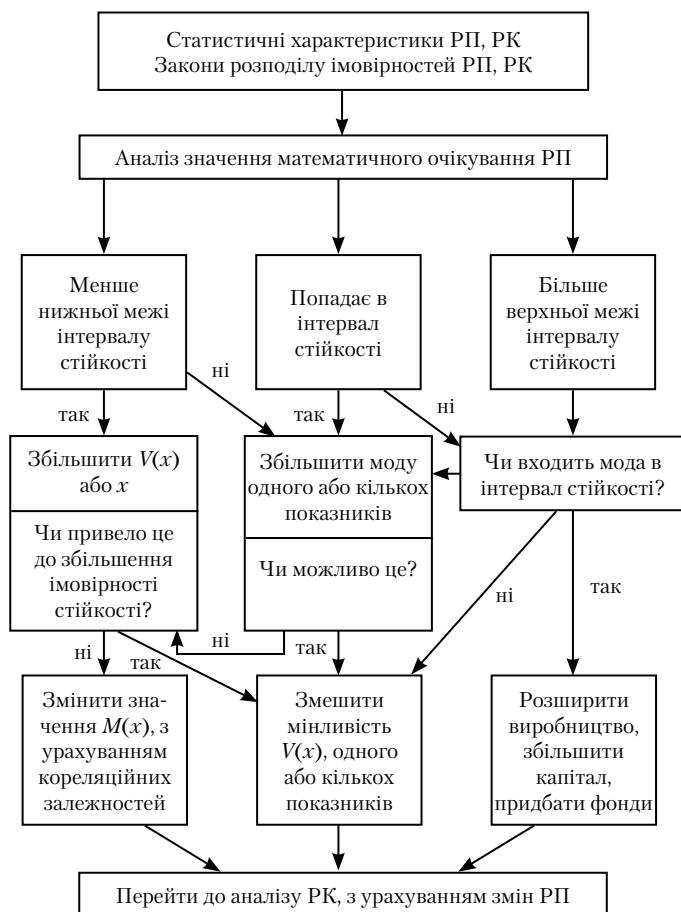 Статистичні характеристики РП, РК
Закони розподілу імовірностей РП, РК
Аналіз значення математичного очікування РП
Менше
нижньої межі
інтервалу
стійкості
Попадає в
інтервал
стійкості
Більше
верхньої межі
інтервалу
стійкості
ні
ні
так
так
Збільшити V(x)
або x
Чи привело це
до збільшення
імовірності
стійкості?
Збільшити моду
одного або кількох
показників
Чи можливо це?
Чи входить мода в
інтервал стійкості?
ні
так
ні
ні
так
так
Змінити зна-
чення M(x), з
урахуванням
кореляційних
залежностей
Змешити
мінливість
V(x), одного
або кількох
показників
Розширити
виробництво,
збільшити
капітал,
придбати фонди
Перейти до аналізу РК, з урахуванням змін РП